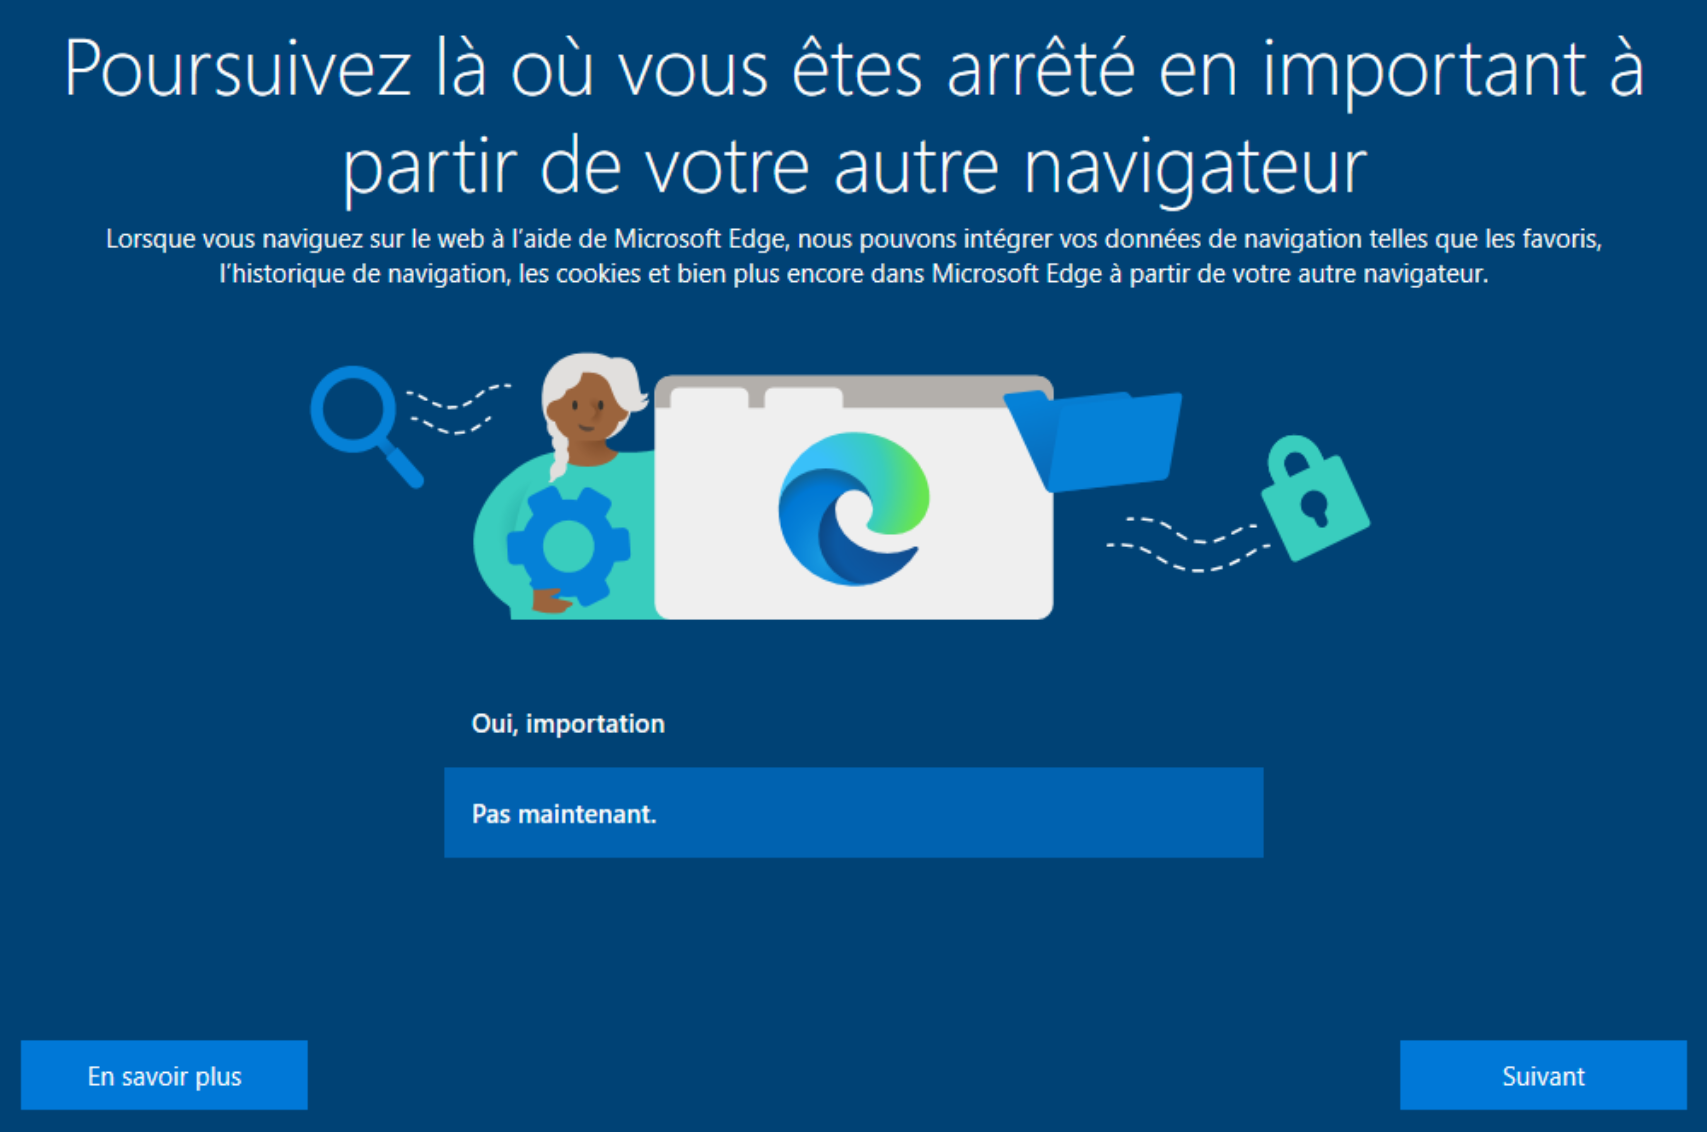 Poursuivez là où vous êtes arrêté en important à
partir de votre autre navigateur
Lorsque vous naviguez sur le web à l’aide de Microsoft Edge, nous pouvons intégrer vos données de navigation telles que les favoris,
l’historique de navigation, les cookies et bien plus encore dans Microsoft Edge à partir de votre autre navigateur.
Oui, importation
Pas maintenant.
En savoir plus
Suivant